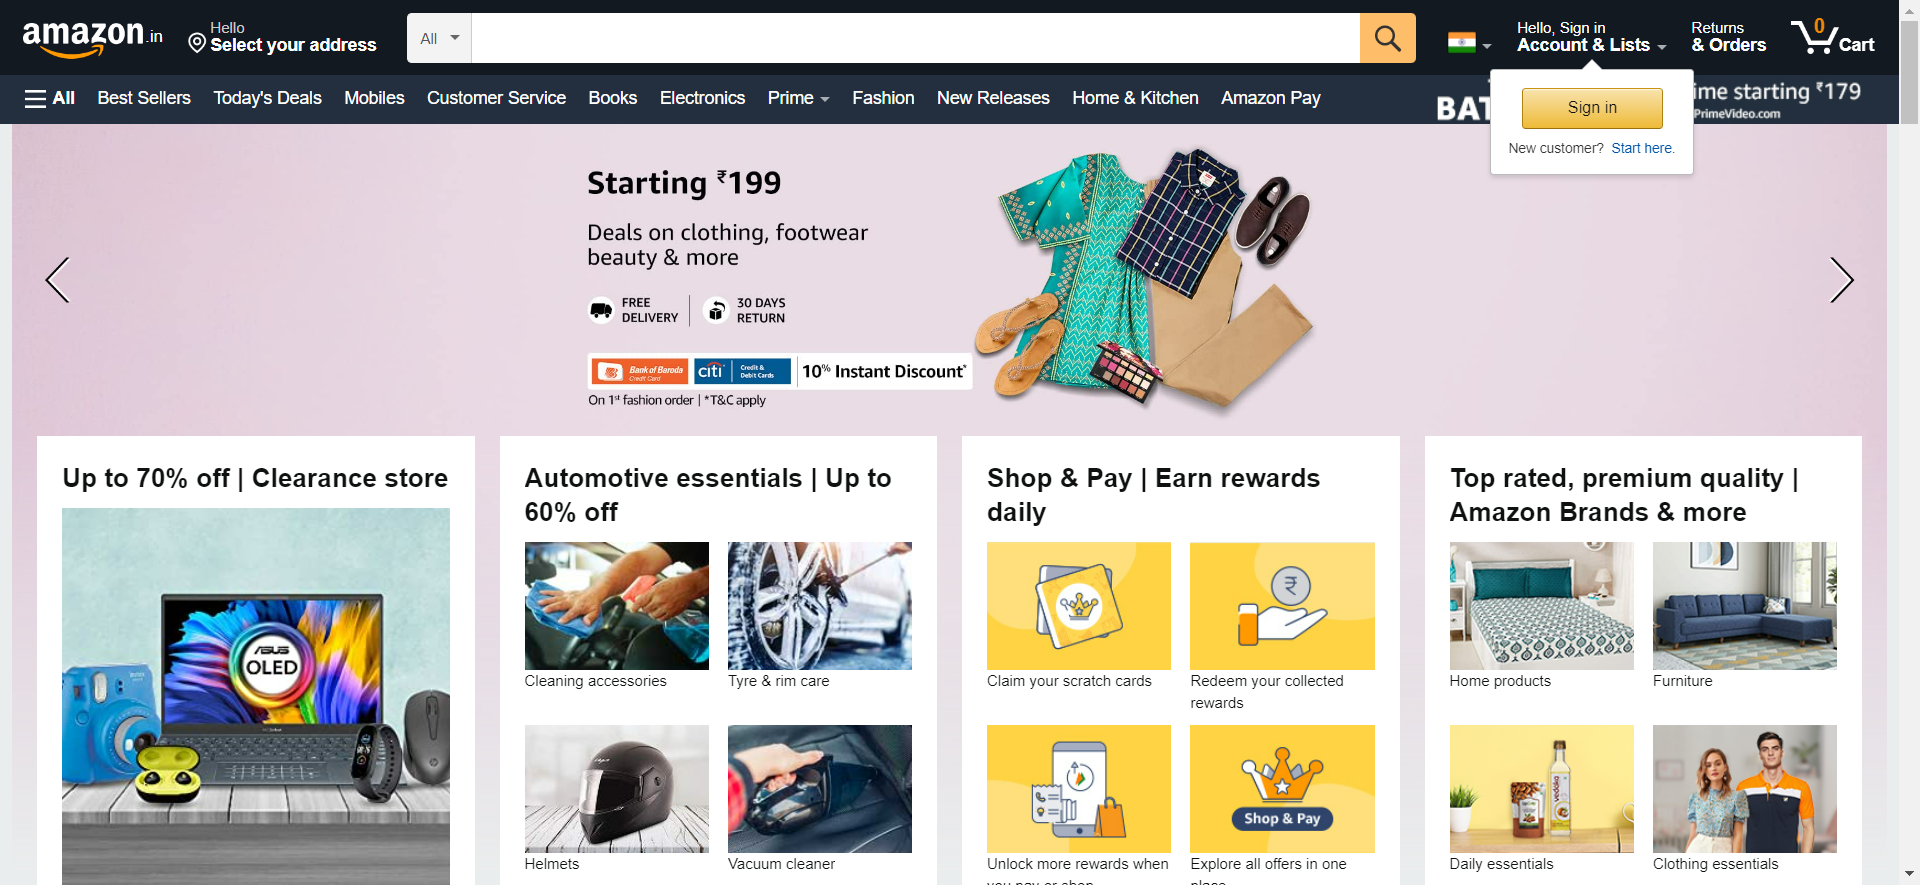 amazon.in
Hello
Select your address
All
Hello, Sign in
Account & Lists
Returns
& Orders
0
Cart
All
Best Sellers
Today's Deals
Mobiles
Customer Service
Books
Electronics
Prime
Fashion
New Releases
Home & Kitchen
Amazon Pay
BAT
ime starting ₹179
PrimeVideo.com
Sign in
New customer? Start here.
Starting ₹199
Deals on clothing, footwear
beauty & more
FREE
DELIVERY
30 DAYS
RETURN
Bank of Baroda
Credit Card
citi
Credit &
Debit Cards
10% Instant Discount*
On 1st fashion order | *T&C apply
Up to 70% off | Clearance store
ASUS
OLED
Automotive essentials | Up to
60% off
Cleaning accessories
Tyre & rim care
Helmets
Vacuum cleaner
Shop & Pay | Earn rewards
daily
Claim your scratch cards
Redeem your collected
rewards
Shop & Pay
Unlock more rewards when
you pay or shop
Explore all offers in one
place
Top rated, premium quality |
Amazon Brands & more
Home products
Furniture
vedaka
Daily essentials
Clothing essentials